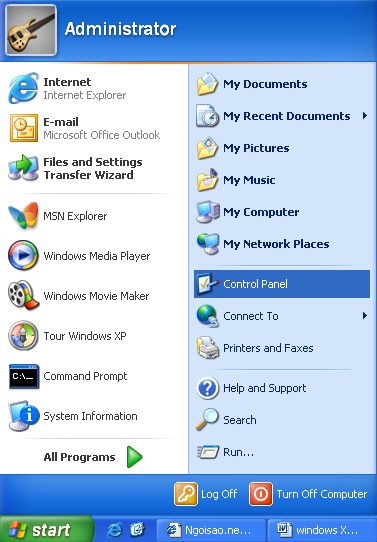 Administrator
Internet
Internet Explorer
E-mail
Microsoft Office Outlook
Files and Settings
Transfer Wizard
MSN Explorer
Windows Media Player
Windows Movie Maker
Tour Windows XP
C:\_
Command Prompt
System Information
All Programs
My Documents
My Recent Documents
My Pictures
My Music
My Computer
My Network Places
Control Panel
Connect To
Printers and Faxes
Help and Support
Search
Run...
Log Off
Turn Off Computer
start
Ngoisao.ne...
windows X...